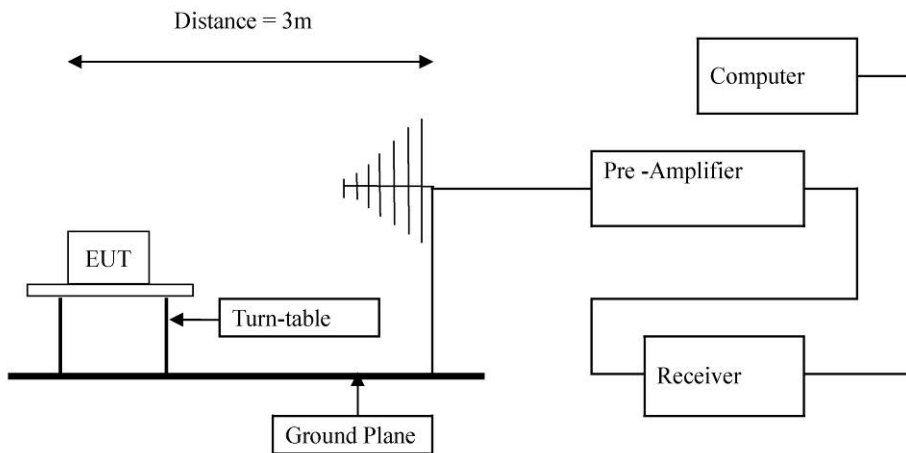 Distance = 3m
Computer
Pre -Amplifier
EUT
Turn-table
Receiver
Ground Plane